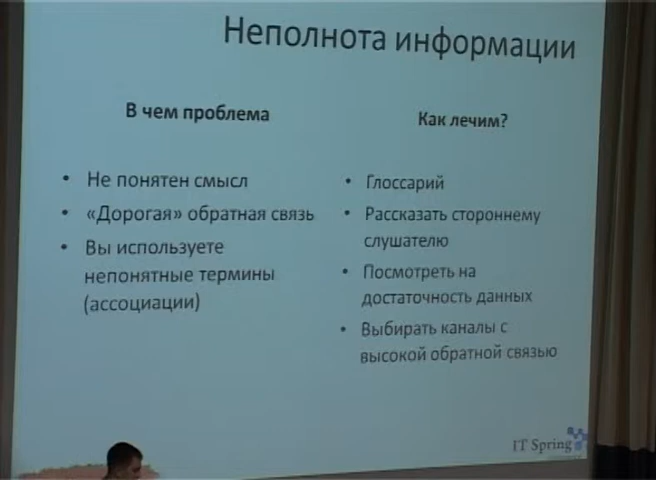 Неполнота информации
В чем проблема
• Не понятен смысл
• «Дорогая» обратная связь
• Вы используете
непонятные термины
(ассоциации)
Как лечим?
• Глоссарий
• Рассказать стороннему
слушателю
• Посмотреть на
достаточность данных
• Выбирать каналы с
высокой обратной связью
IT Spring